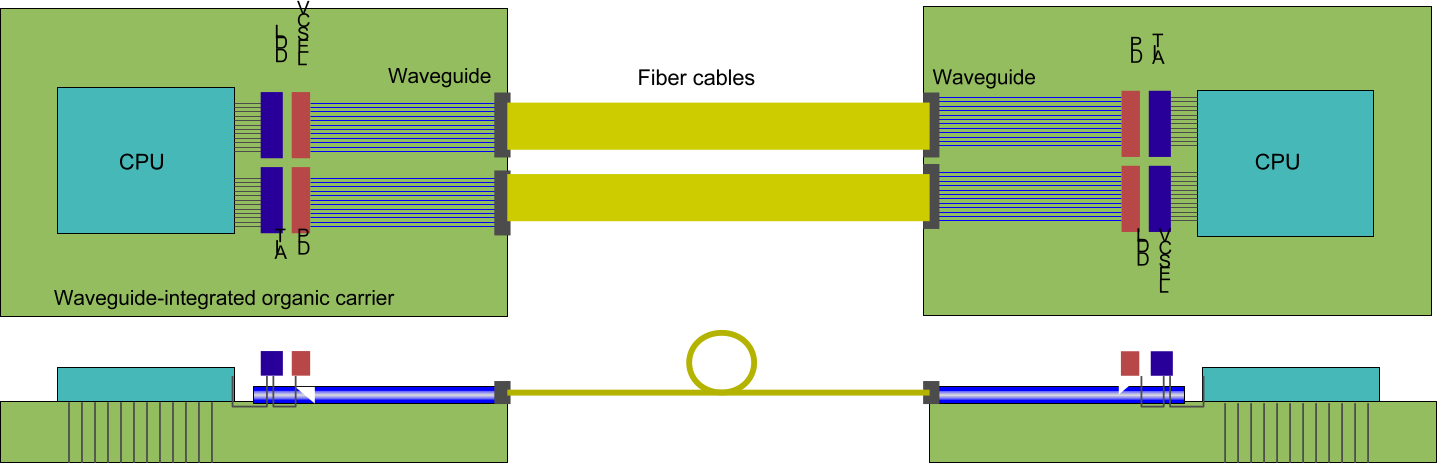 LDD
VCSEL
PD
TIA
Waveguide
Fiber cables
Waveguide
CPU
CPU
TIA
PD
LDD
VCSEL
Waveguide-integrated organic carrier